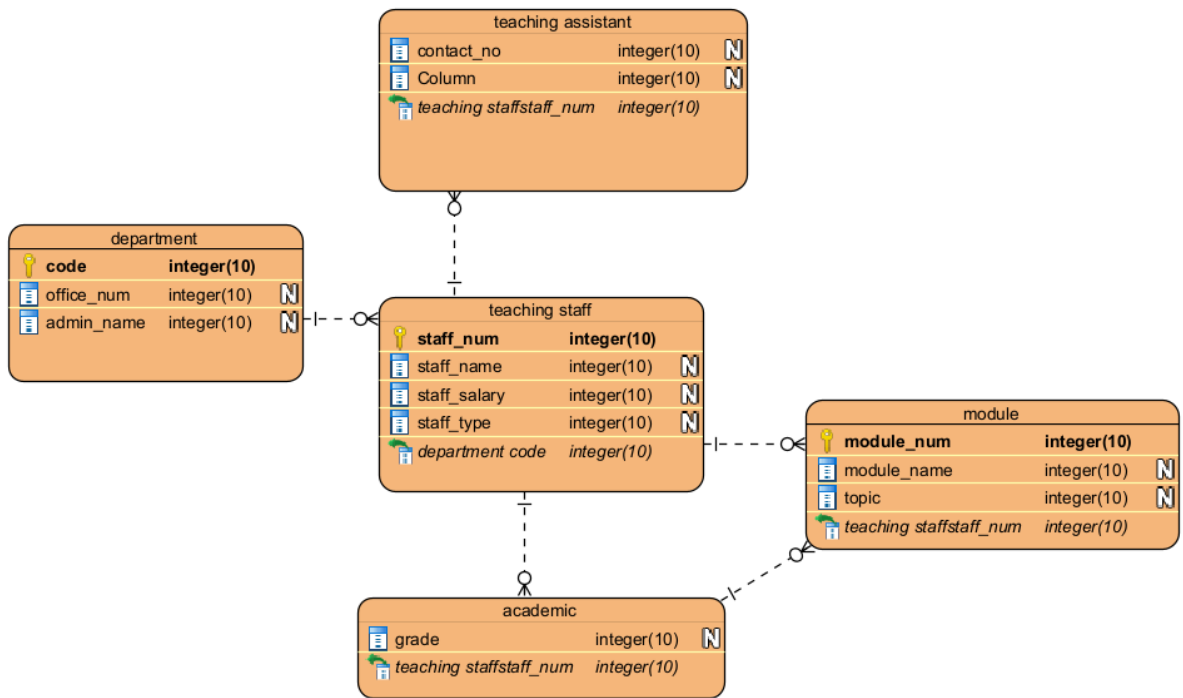 teaching assistant
contact_no integer(10) N
Column integer(10) N
teaching staffstaff_num integer(10)
department
code integer(10)
office_num integer(10) N
admin_name integer(10) N
teaching staff
staff_num integer(10)
staff_name integer(10) N
staff_salary integer(10) N
staff_type integer(10) N
department code integer(10)
module
module_num integer(10)
module_name integer(10) N
topic integer(10) N
teaching staffstaff_num integer(10)
academic
grade integer(10) N
teaching staffstaff_num integer(10)